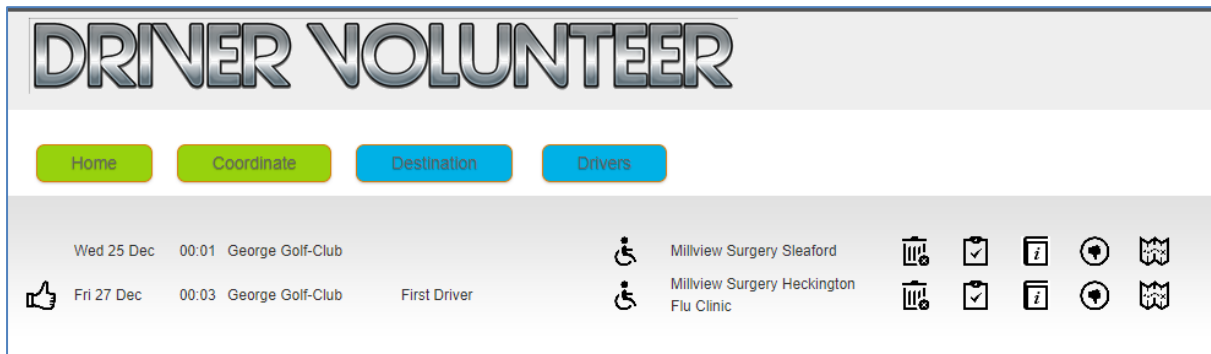 DRIVER VOLUNTEER
Home Coordinate Destination Drivers
Wed 25 Dec 00:01 George Golf-Club Millview Surgery Sleaford
Fri 27 Dec 00:03 George Golf-Club First Driver Millview Surgery Heckington
Flu Clinic